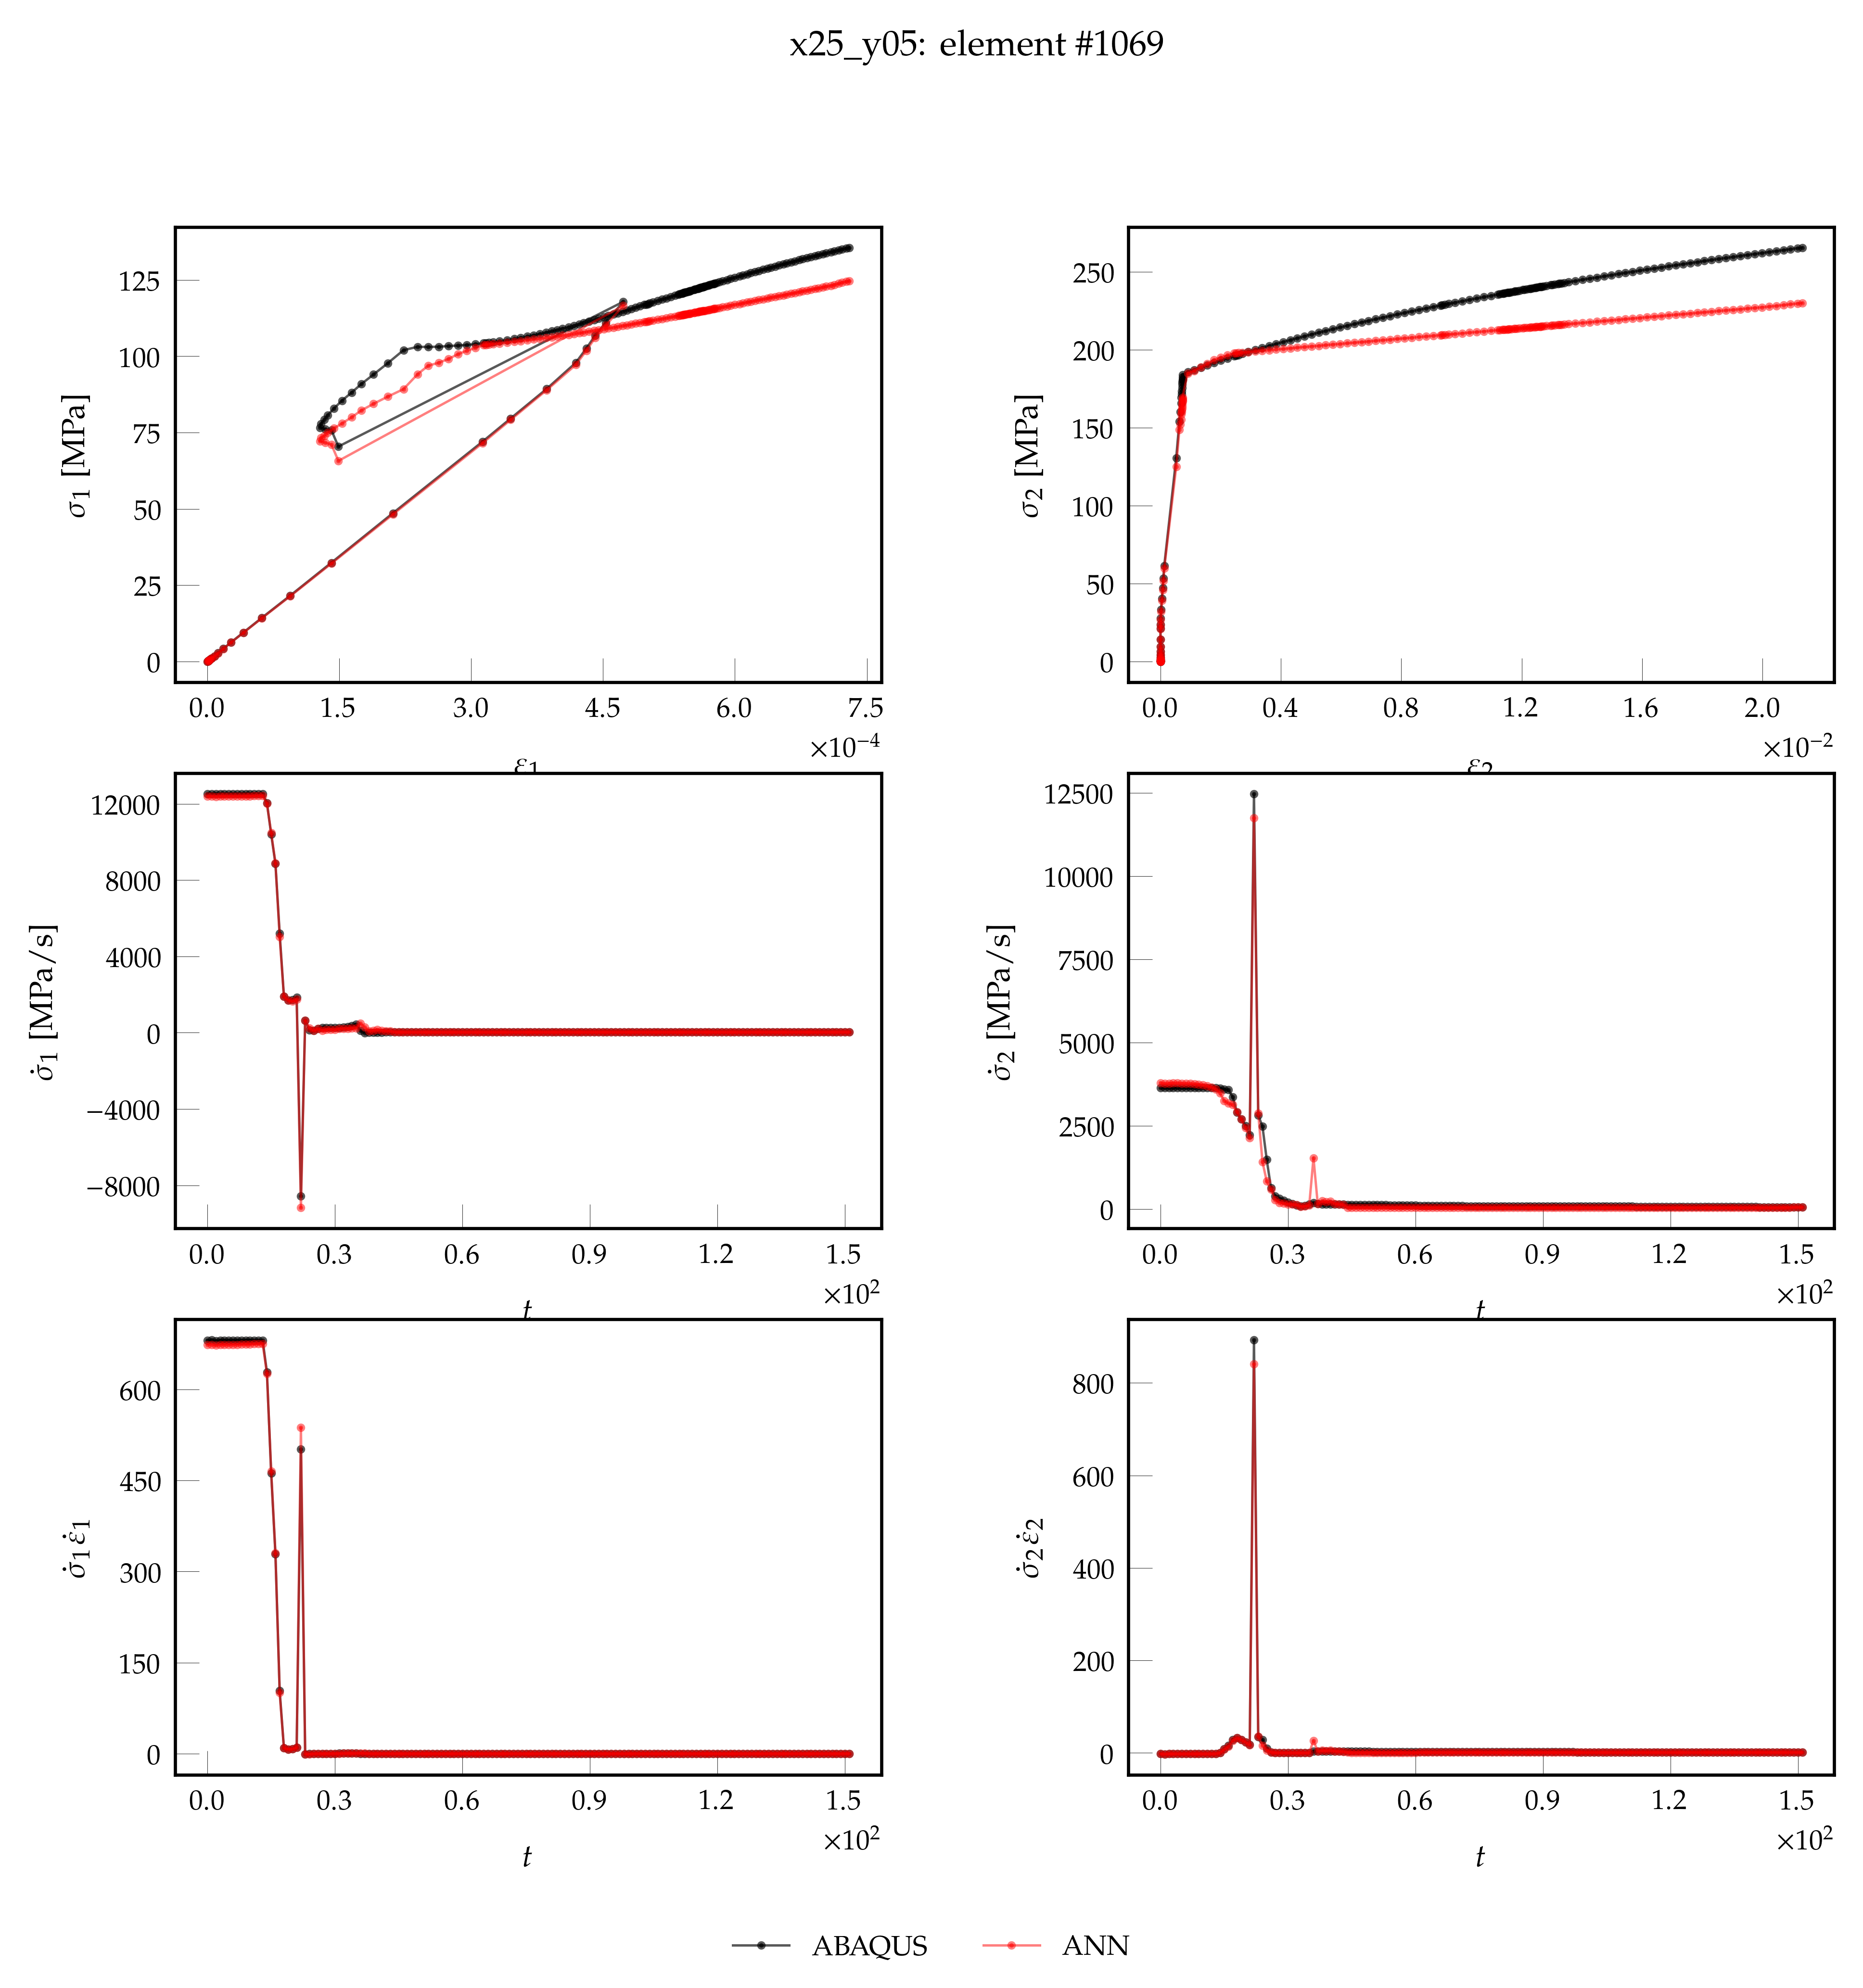 x25_y05: element #1069
σ₁ [MPa]
125
100
75
50
25
0
0.0 1.5 3.0 4.5 6.0 7.5
×10⁻⁴
ε₁
σ₂ [MPa]
250
200
150
100
50
0
0.0 0.4 0.8 1.2 1.6 2.0
×10⁻²
ε₂
σ̇₁ [MPa/s]
12000
8000
4000
0
−4000
−8000
0.0 0.3 0.6 0.9 1.2 1.5
×10²
t
σ̇₂ [MPa/s]
12500
10000
7500
5000
2500
0
0.0 0.3 0.6 0.9 1.2 1.5
×10²
t
σ̇₁ε̇₁
600
450
300
150
0
0.0 0.3 0.6 0.9 1.2 1.5
×10²
t
σ̇₂ε̇₂
800
600
400
200
0
0.0 0.3 0.6 0.9 1.2 1.5
×10²
t
ABAQUS ANN